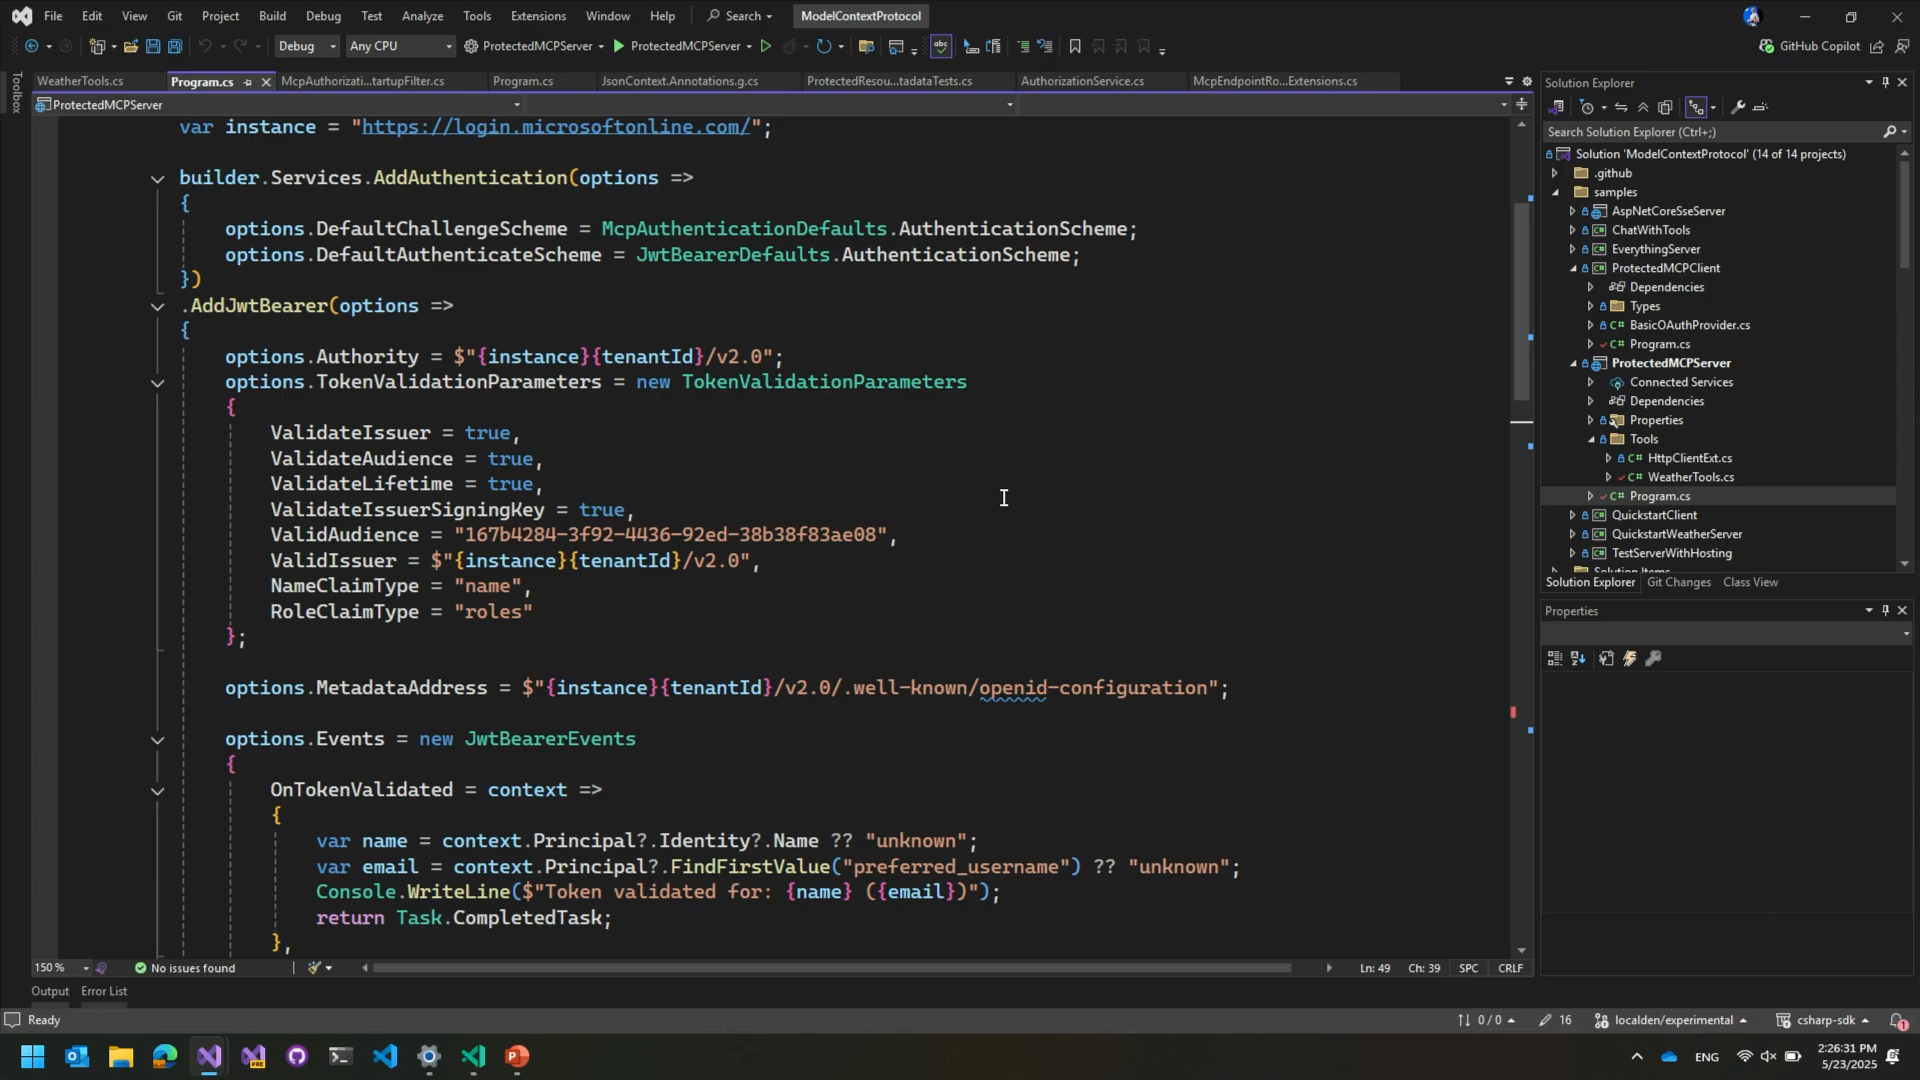 File Edit View Git Project Build Debug Test Analyze Tools Extensions Window Help Search ModelContextProtocol
Debug Any CPU ProtectedMCPServer ProtectedMCPServer GitHub Copilot
Toolbox
WeatherTools.cs Program.cs McpAuthorizati...tartupFilter.cs Program.cs JsonContext.Annotations.g.cs ProtectedResou...tadataTests.cs AuthorizationService.cs McpEndpointRo...Extensions.cs
ProtectedMCPServer
var instance = "https://login.microsoftonline.com/";
builder.Services.AddAuthentication(options =>
{
options.DefaultChallengeScheme = McpAuthenticationDefaults.AuthenticationScheme;
options.DefaultAuthenticateScheme = JwtBearerDefaults.AuthenticationScheme;
})
.AddJwtBearer(options =>
{
options.Authority = $"{instance}{tenantId}/v2.0";
options.TokenValidationParameters = new TokenValidationParameters
{
ValidateIssuer = true,
ValidateAudience = true,
ValidateLifetime = true,
ValidateIssuerSigningKey = true,
ValidAudience = "167b4284-3f92-4436-92ed-38b38f83ae08",
ValidIssuer = $"{instance}{tenantId}/v2.0",
NameClaimType = "name",
RoleClaimType = "roles"
};
options.MetadataAddress = $"{instance}{tenantId}/v2.0/.well-known/openid-configuration";
options.Events = new JwtBearerEvents
{
OnTokenValidated = context =>
{
var name = context.Principal?.Identity?.Name ?? "unknown";
var email = context.Principal?.FindFirstValue("preferred_username") ?? "unknown";
Console.WriteLine($"Token validated for: {name} ({email})");
return Task.CompletedTask;
},
150 % No issues found Ln: 49 Ch: 39 SPC CRLF
Output Error List
Solution Explorer
Search Solution Explorer (Ctrl+;)
Solution 'ModelContextProtocol' (14 of 14 projects)
.github
samples
AspNetCoreSseServer
ChatWithTools
EverythingServer
ProtectedMCPClient
Dependencies
Types
C# BasicOAuthProvider.cs
C# Program.cs
ProtectedMCPServer
Connected Services
Dependencies
Properties
Tools
C# HttpClientExt.cs
C# WeatherTools.cs
C# Program.cs
QuickstartClient
QuickstartWeatherServer
TestServerWithHosting
Solution Items
Solution Explorer Git Changes Class View
Properties
Ready 0 / 0 16 localden/experimental csharp-sdk 1
ENG 2:26:31 PM
5/23/2025